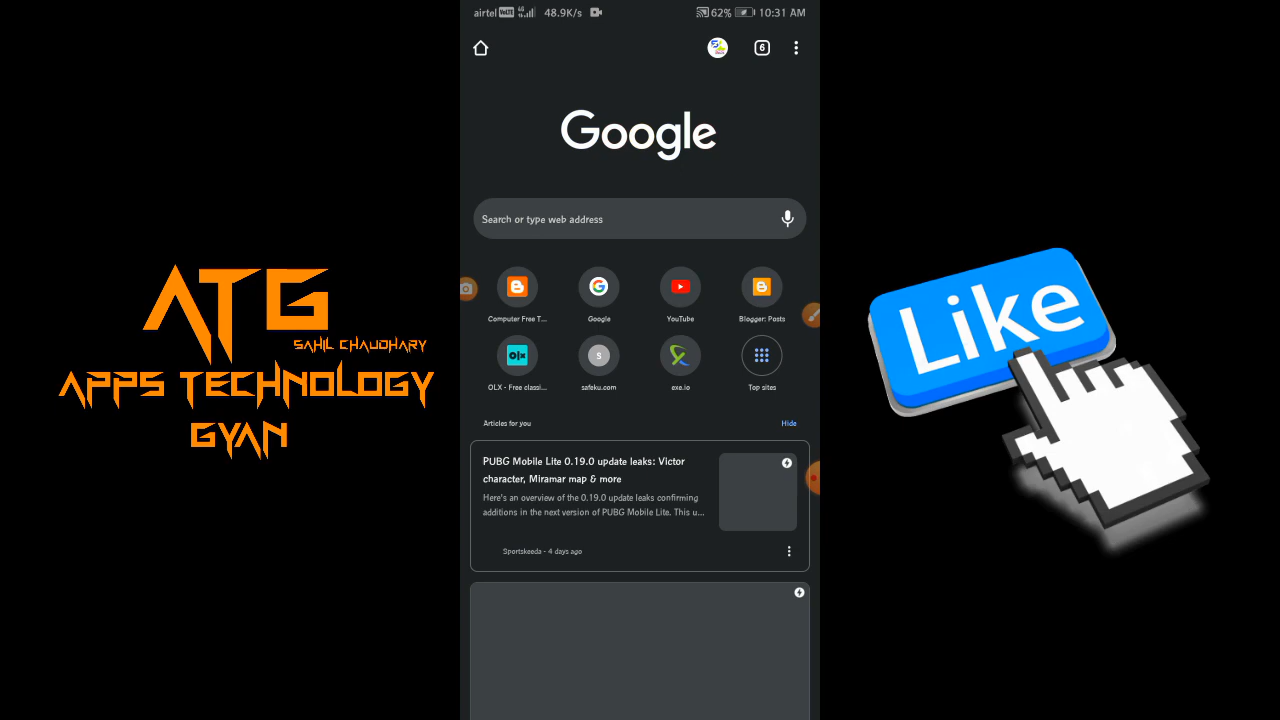 ATG
SAHIL CHAUDHARY
APPS TECHNOLOGY
GYAN
airtel VoLTE 4G 48.9K/s 62% 10:31 AM
6
Google
Search or type web address
Computer Free T... Google YouTube Blogger: Posts
olx S
OLX - Free classi... safeku.com exe.io Top sites
Articles for you Hide
PUBG Mobile Lite 0.19.0 update leaks: Victor
character, Miramar map & more
Here's an overview of the 0.19.0 update leaks confirming
additions in the next version of PUBG Mobile Lite. This u...
Sportskeeda - 4 days ago
Like